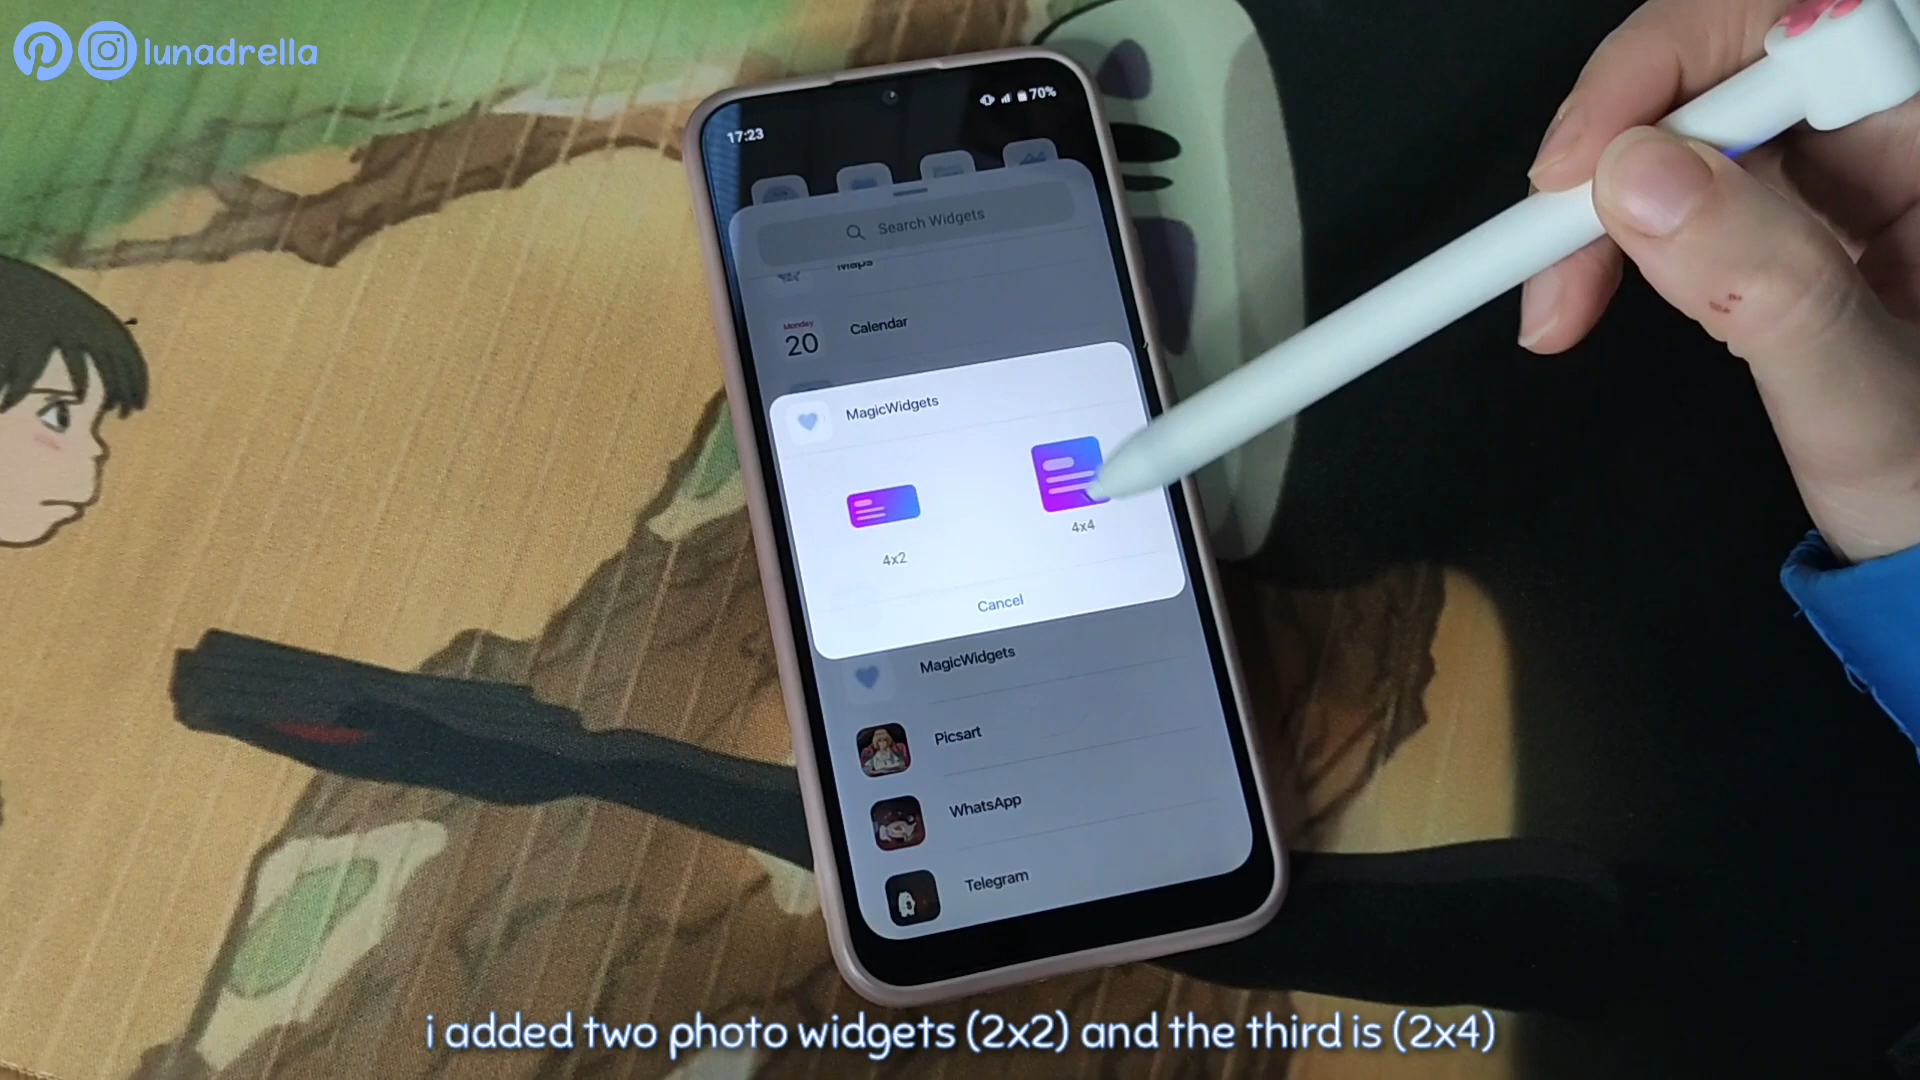 lunadrella
17:23
70%
Search Widgets
Maps
Monday
20
Calendar
MagicWidgets
4x2
4x4
Cancel
MagicWidgets
Picsart
WhatsApp
Telegram
i added two photo widgets (2x2) and the third is (2x4)